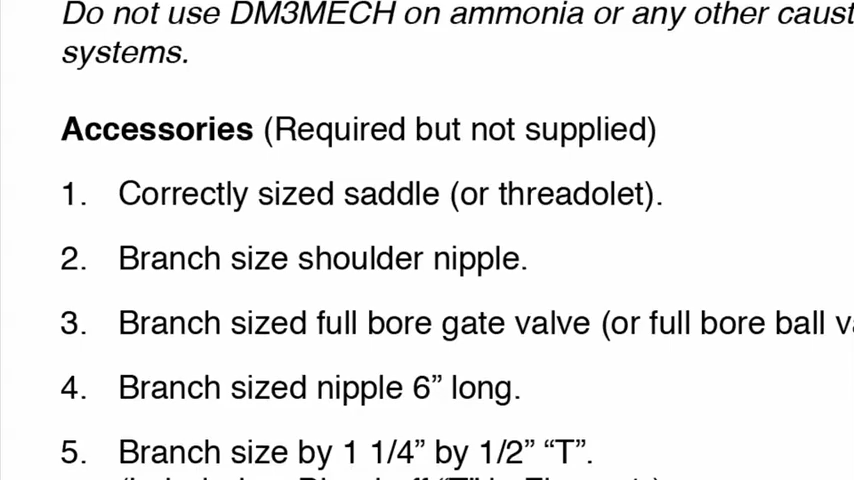 Do not use DM3MECH on ammonia or any other
systems.
Accessories (Required but not supplied)
1. Correctly sized saddle (or threadolet).
2. Branch size shoulder nipple.
3. Branch sized full bore gate valve (or full bore ball
4. Branch sized nipple 6” long.
5. Branch size by 1 1/4” by 1/2” “T”.